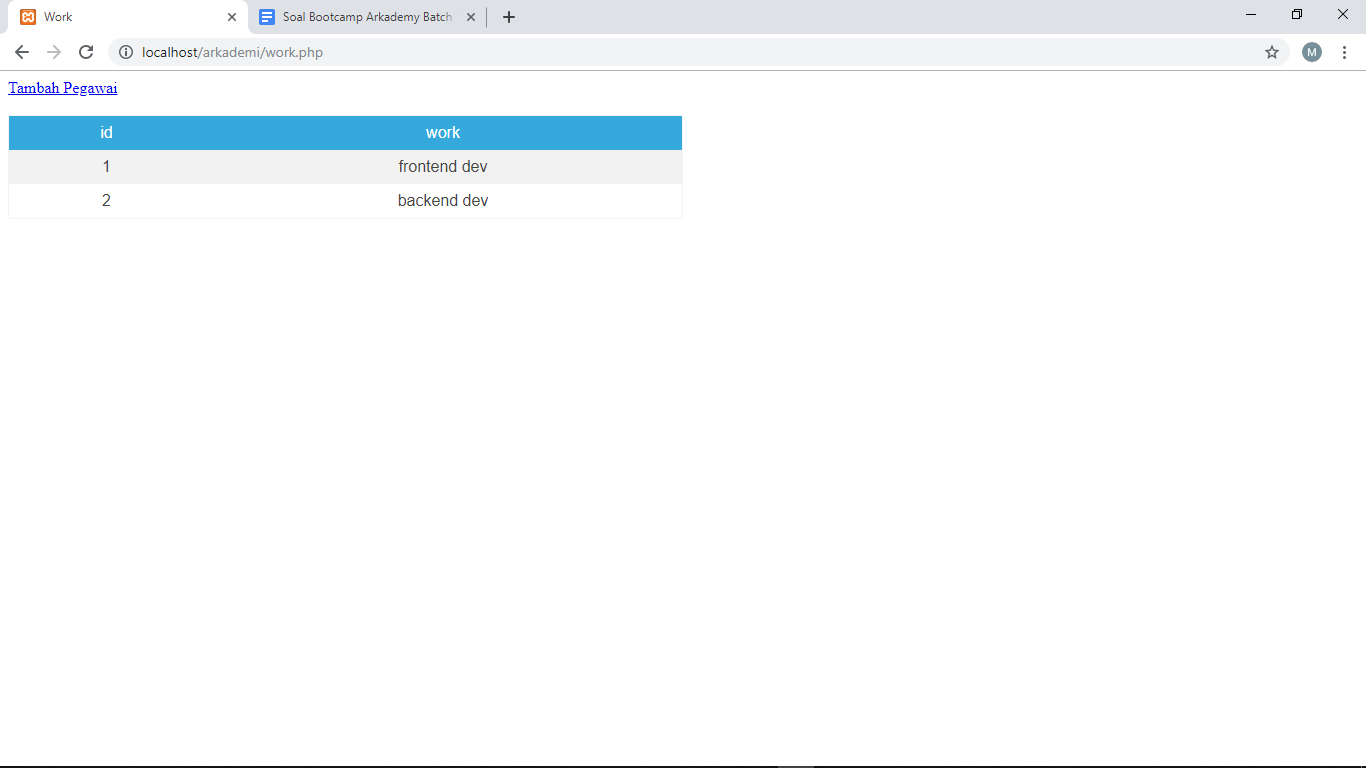 Work
Soal Bootcamp Arkademy Batch
localhost/arkademi/work.php
M
Tambah Pegawai
id work
1 frontend dev
2 backend dev